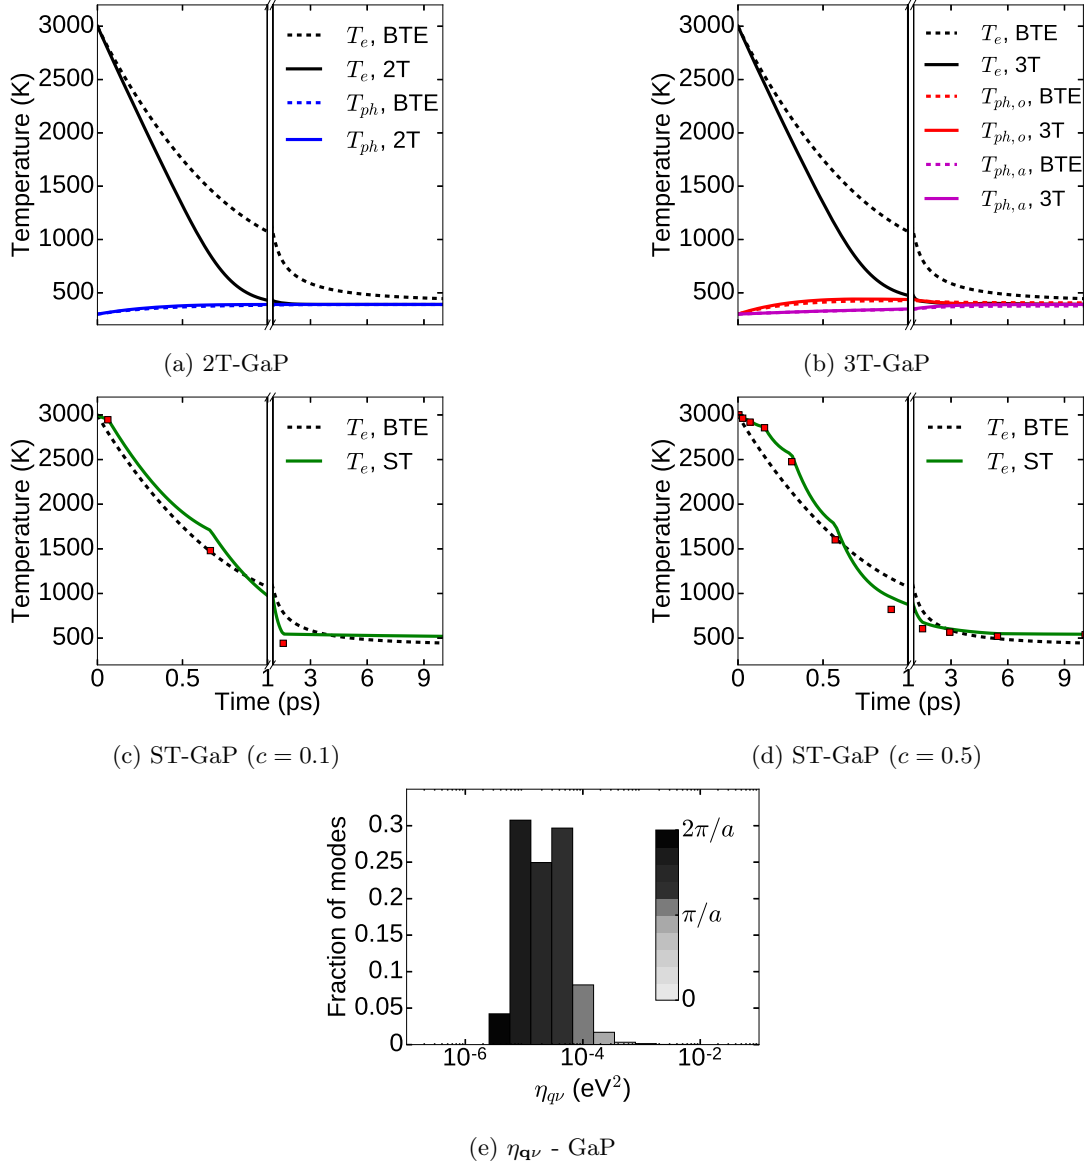 3000
2500
2000
1500
1000
500
Temperature (K)
T_e, BTE
T_e, 2T
T_ph, BTE
T_ph, 2T
(a) 2T-GaP
3000
2500
2000
1500
1000
500
Temperature (K)
T_e, BTE
T_e, 3T
T_ph,o, BTE
T_ph,o, 3T
T_ph,a, BTE
T_ph,a, 3T
(b) 3T-GaP
3000
2500
2000
1500
1000
500
Temperature (K)
T_e, BTE
T_e, ST
0 0.5 1 3 6 9
Time (ps)
(c) ST-GaP (c = 0.1)
3000
2500
2000
1500
1000
500
Temperature (K)
T_e, BTE
T_e, ST
0 0.5 1 3 6 9
Time (ps)
(d) ST-GaP (c = 0.5)
0.3
0.25
0.2
0.15
0.1
0.05
0
Fraction of modes
2π/a
π/a
0
10^-6 10^-4 10^-2
η_qν (eV^2)
(e) η_qν - GaP